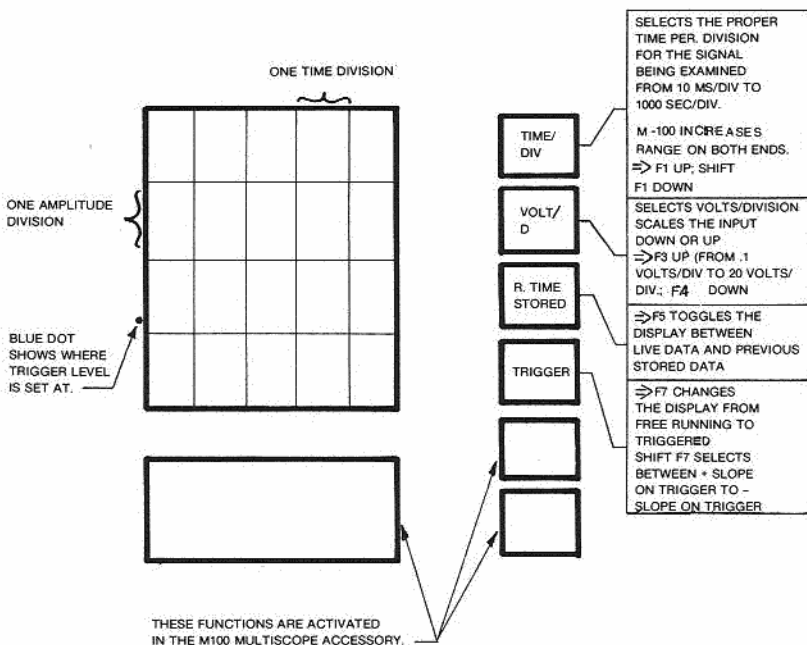 ONE TIME DIVISION
ONE AMPLITUDE
DIVISION
BLUE DOT
SHOWS WHERE
TRIGGER LEVEL
IS SET AT.
TIME/
DIV
VOLT/
D
R. TIME
STORED
TRIGGER
SELECTS THE PROPER
TIME PER. DIVISION
FOR THE SIGNAL
BEING EXAMINED
FROM 10 MS/DIV TO
1000 SEC/DIV.
M -100 INCREASES
RANGE ON BOTH ENDS.
⇒ F1 UP; SHIFT
F1 DOWN
SELECTS VOLTS/DIVISION
SCALES THE INPUT
DOWN OR UP
⇒F3 UP (FROM .1
VOLTS/DIV TO 20 VOLTS/
DIV.; F4 DOWN
⇒F5 TOGGLES THE
DISPLAY BETWEEN
LIVE DATA AND PREVIOUS
STORED DATA
⇒F7 CHANGES
THE DISPLAY FROM
FREE RUNNING TO
TRIGGERED
SHIFT F7 SELECTS
BETWEEN + SLOPE
ON TRIGGER TO –
SLOPE ON TRIGGER
THESE FUNCTIONS ARE ACTIVATED
IN THE M100 MULTISCOPE ACCESSORY.